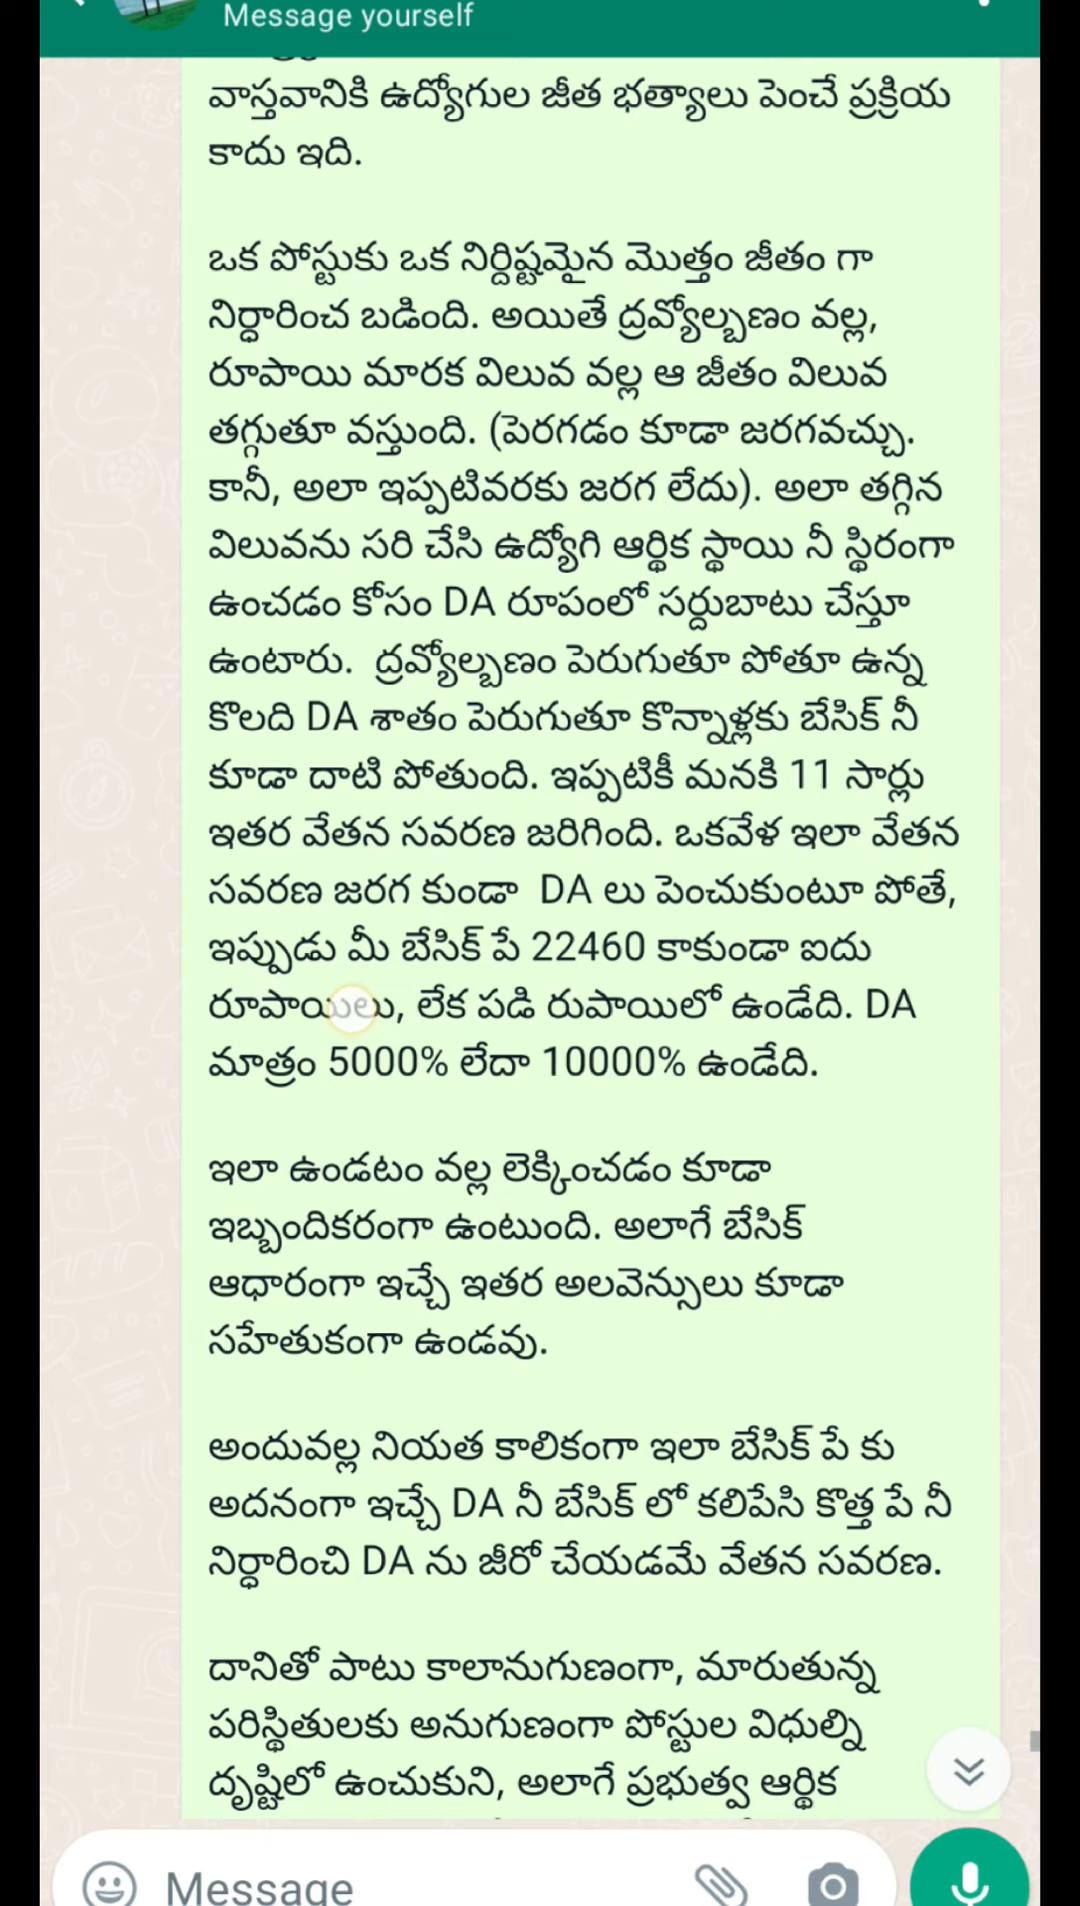 Message yourself
వాస్తవానికి ఉద్యోగుల జీత భత్యాలు పెంచే ప్రక్రియ
కాదు ఇది.
ఒక పోస్టుకు ఒక నిర్దిష్టమైన మొత్తం జీతం గా
నిర్ధారించ బడింది. అయితే ద్రవ్యోల్బణం వల్ల,
రూపాయి మారక విలువ వల్ల ఆ జీతం విలువ
తగ్గుతూ వస్తుంది. (పెరగడం కూడా జరగవచ్చు.
కానీ, అలా ఇప్పటివరకు జరగ లేదు). అలా తగ్గిన
విలువను సరి చేసి ఉద్యోగి ఆర్థిక స్థాయి నీ స్థిరంగా
ఉంచడం కోసం DA రూపంలో సర్దుబాటు చేస్తూ
ఉంటారు. ద్రవ్యోల్బణం పెరుగుతూ పోతూ ఉన్న
కొలది DA శాతం పెరుగుతూ కొన్నాళ్లకు బేసిక్ నీ
కూడా దాటి పోతుంది. ఇప్పటికీ మనకి 11 సార్లు
ఇతర వేతన సవరణ జరిగింది. ఒకవేళ ఇలా వేతన
సవరణ జరగ కుండా DA లు పెంచుకుంటూ పోతే,
ఇప్పుడు మీ బేసిక్ పే 22460 కాకుండా ఐదు
రూపాయిలు, లేక పడి రుపాయిలో ఉండేది. DA
మాత్రం 5000% లేదా 10000% ఉండేది.
ఇలా ఉండటం వల్ల లెక్కించడం కూడా
ఇబ్బందికరంగా ఉంటుంది. అలాగే బేసిక్
ఆధారంగా ఇచ్చే ఇతర అలవెన్సులు కూడా
సహేతుకంగా ఉండవు.
అందువల్ల నియత కాలికంగా ఇలా బేసిక్ పే కు
అదనంగా ఇచ్చే DA నీ బేసిక్ లో కలిపేసి కొత్త పే నీ
నిర్ధారించి DA ను జీరో చేయడమే వేతన సవరణ.
దానితో పాటు కాలానుగుణంగా, మారుతున్న
పరిస్థితులకు అనుగుణంగా పోస్టుల విధుల్ని
దృష్టిలో ఉంచుకుని, అలాగే ప్రభుత్వ ఆర్థిక
Message